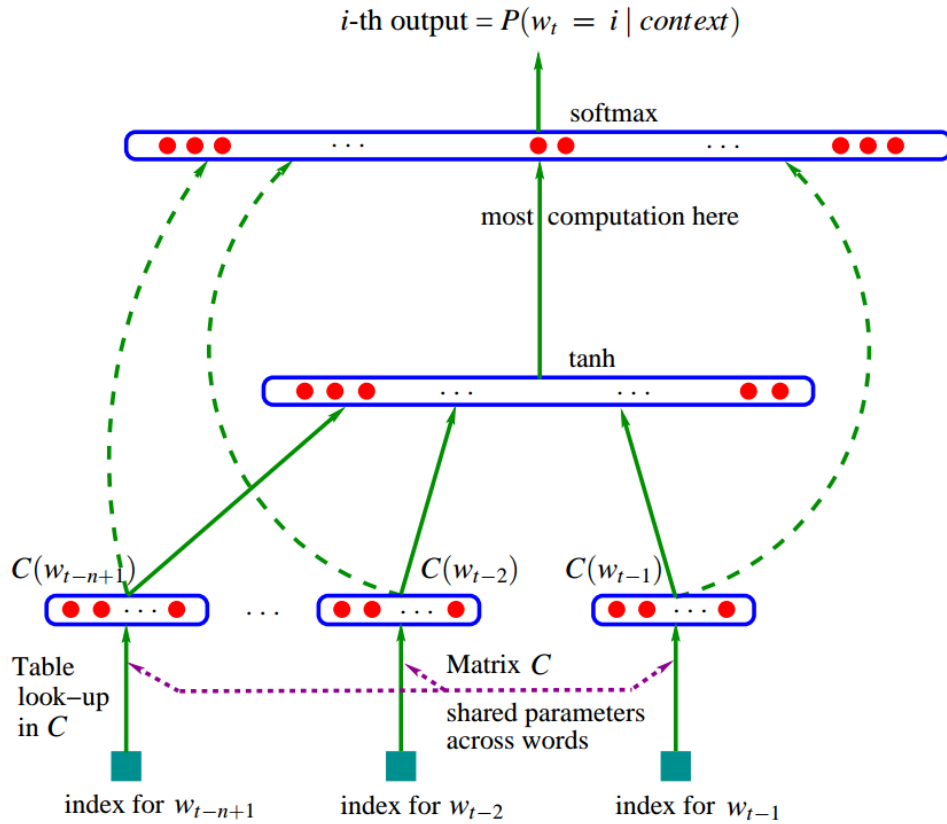 i-th output = P(w_t = i | context)
softmax
. . .
. . .
most computation here
tanh
. . .
. . .
C(w_{t−n+1})
C(w_{t−2})
C(w_{t−1})
. . .
. . .
. . .
. . .
Table
look−up
in C
Matrix C
shared parameters
across words
index for w_{t−n+1}
index for w_{t−2}
index for w_{t−1}